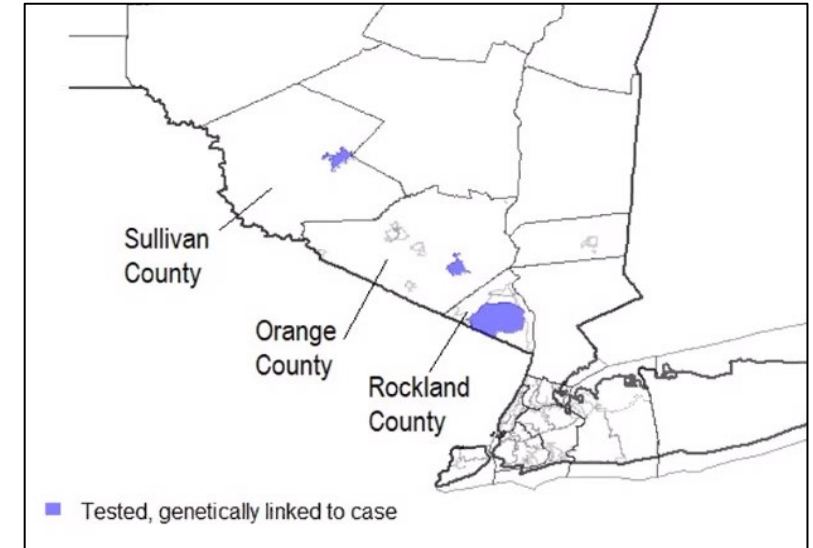 Sullivan
County
Orange
County
Rockland
County
Tested, genetically linked to case